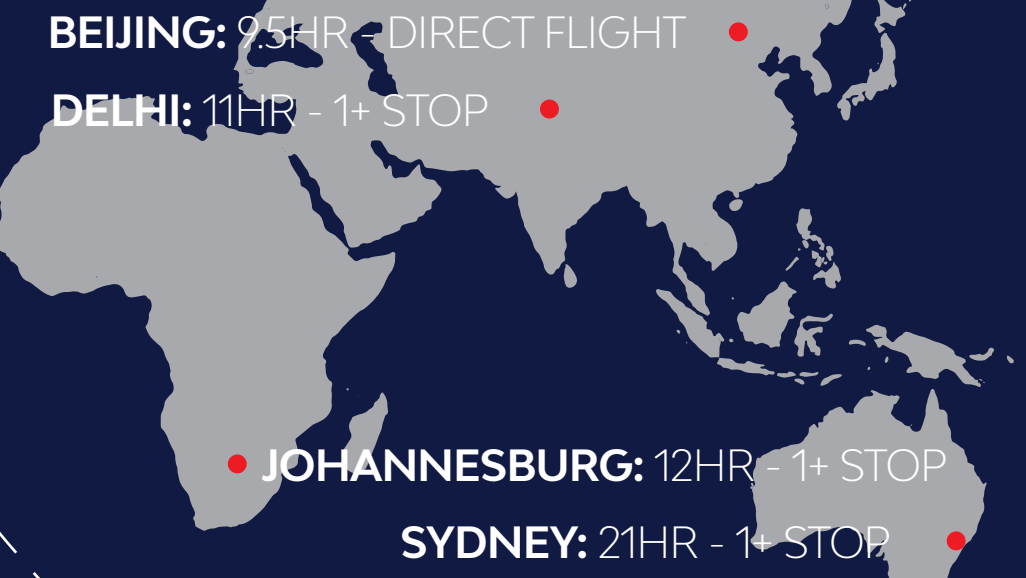 BEIJING: 9.5HR - DIRECT FLIGHT
DELHI: 11HR - 1+ STOP
JOHANNESBURG: 12HR - 1+ STOP
SYDNEY: 21HR - 1+ STOP